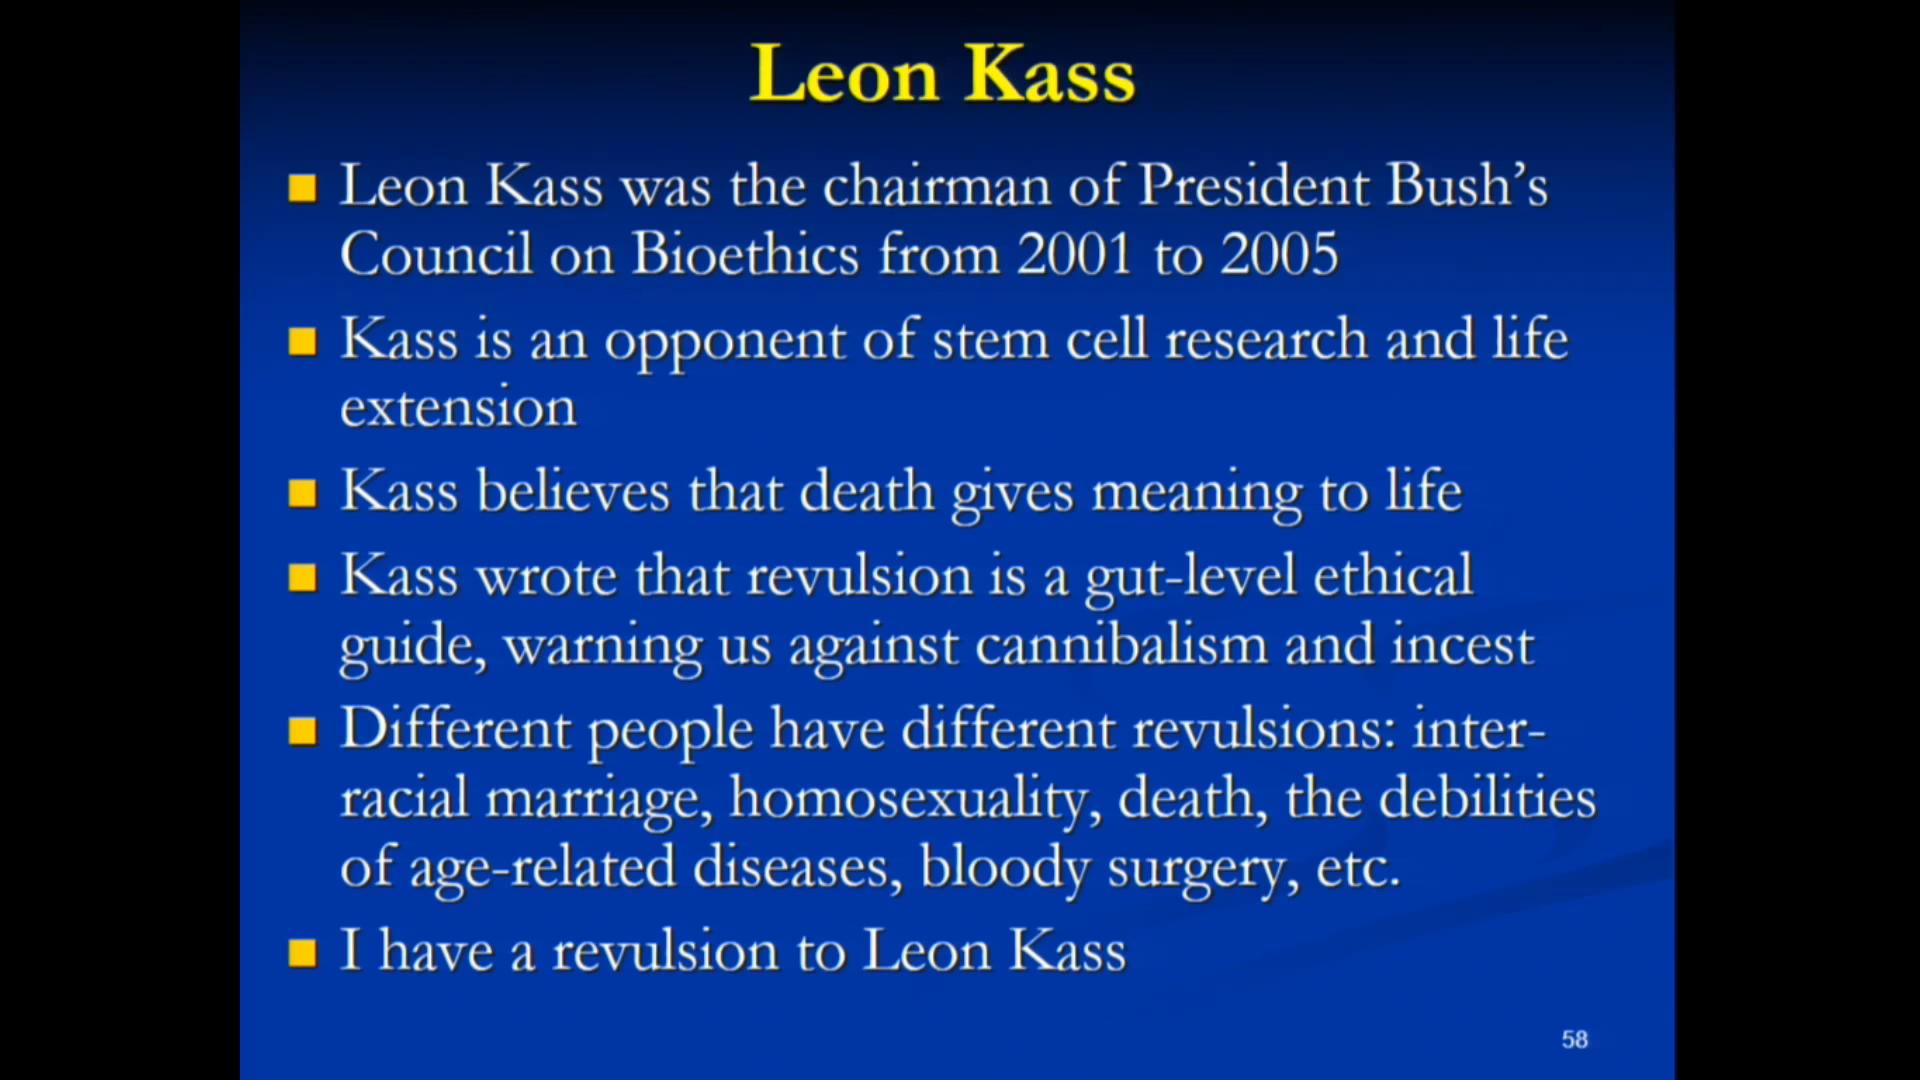 Leon Kass
Leon Kass was the chairman of President Bush’s
Council on Bioethics from 2001 to 2005
Kass is an opponent of stem cell research and life
extension
Kass believes that death gives meaning to life
Kass wrote that revulsion is a gut-level ethical
guide, warning us against cannibalism and incest
Different people have different revulsions: inter-
racial marriage, homosexuality, death, the debilities
of age-related diseases, bloody surgery, etc.
I have a revulsion to Leon Kass
58